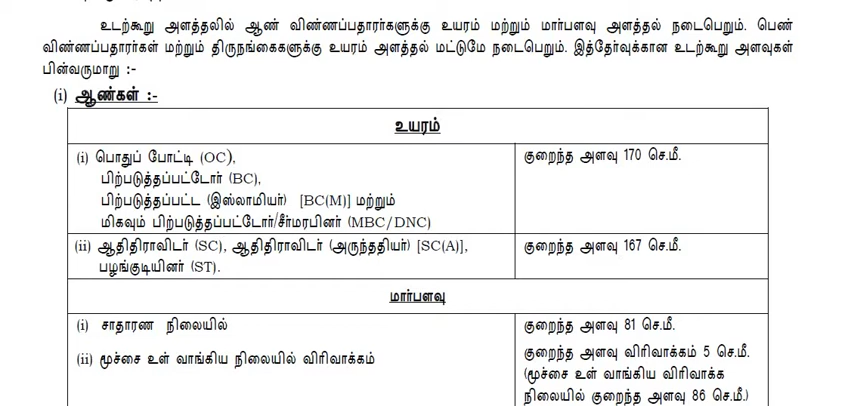 உடற்கூறு அளத்தலில் ஆண் விண்ணப்பதாரர்களுக்கு உயரம் மற்றும் மார்பளவு அளத்தல் நடைபெறும். பெண்
விண்ணப்பதாரர்கள் மற்றும் திருநங்கைகளுக்கு உயரம் அளத்தல் மட்டுமே நடைபெறும். இத்தேர்வுக்கான உடற்கூறு அளவுகள்
பின்வருமாறு :-
(i) ஆண்கள் :-
உயரம்
(i) பொதுப் போட்டி (OC),
பிற்படுத்தப்பட்டோர் (BC),
பிற்படுத்தப்பட்ட (இஸ்லாமியர்) [BC(M)] மற்றும்
மிகவும் பிற்படுத்தப்பட்டோர்/சீர்மரபினர் (MBC/DNC)
குறைந்த அளவு 170 செ.மீ.
(ii) ஆதிதிராவிடர் (SC), ஆதிதிராவிடர் (அருந்ததியர்) [SC(A)],
பழங்குடியினர் (ST).
குறைந்த அளவு 167 செ.மீ.
மார்பளவு
(i) சாதாரண நிலையில்
குறைந்த அளவு 81 செ.மீ.
(ii) மூச்சை உள் வாங்கிய நிலையில் விரிவாக்கம்
குறைந்த அளவு விரிவாக்கம் 5 செ.மீ.
(மூச்சை உள் வாங்கிய விரிவாக்க
நிலையில் குறைந்த அளவு 86 செ.மீ.)